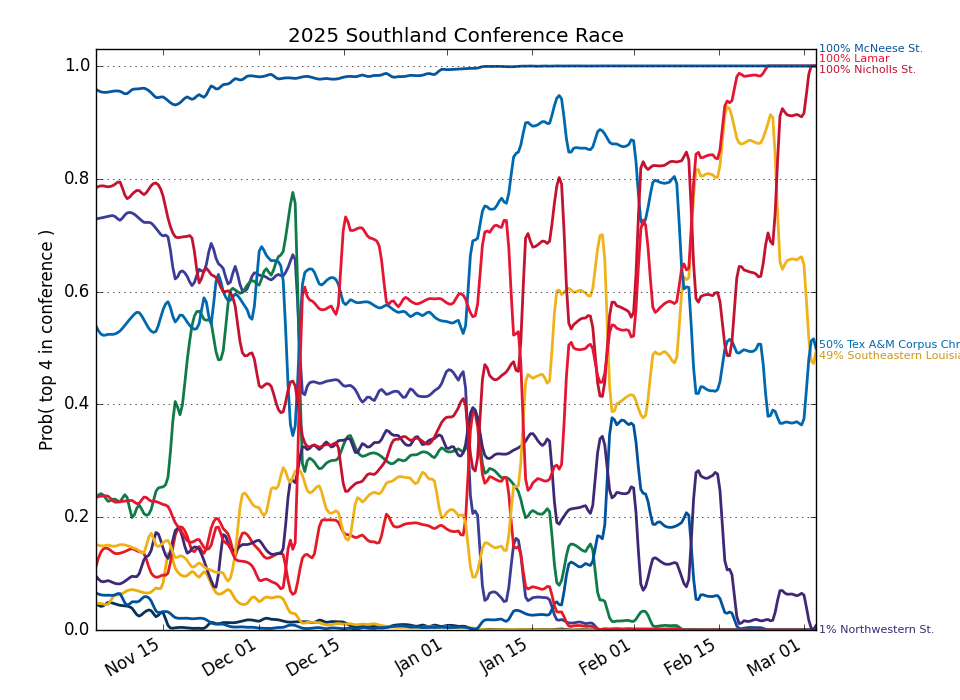 2025 Southland Conference Race
100% McNeese St.
100% Lamar
100% Nicholls St.
50% Tex A&M Corpus Chr
49% Southeastern Louisia
1% Northwestern St.
Prob( top 4 in conference )
1.0
0.8
0.6
0.4
0.2
0.0
Nov 15
Dec 01
Dec 15
Jan 01
Jan 15
Feb 01
Feb 15
Mar 01